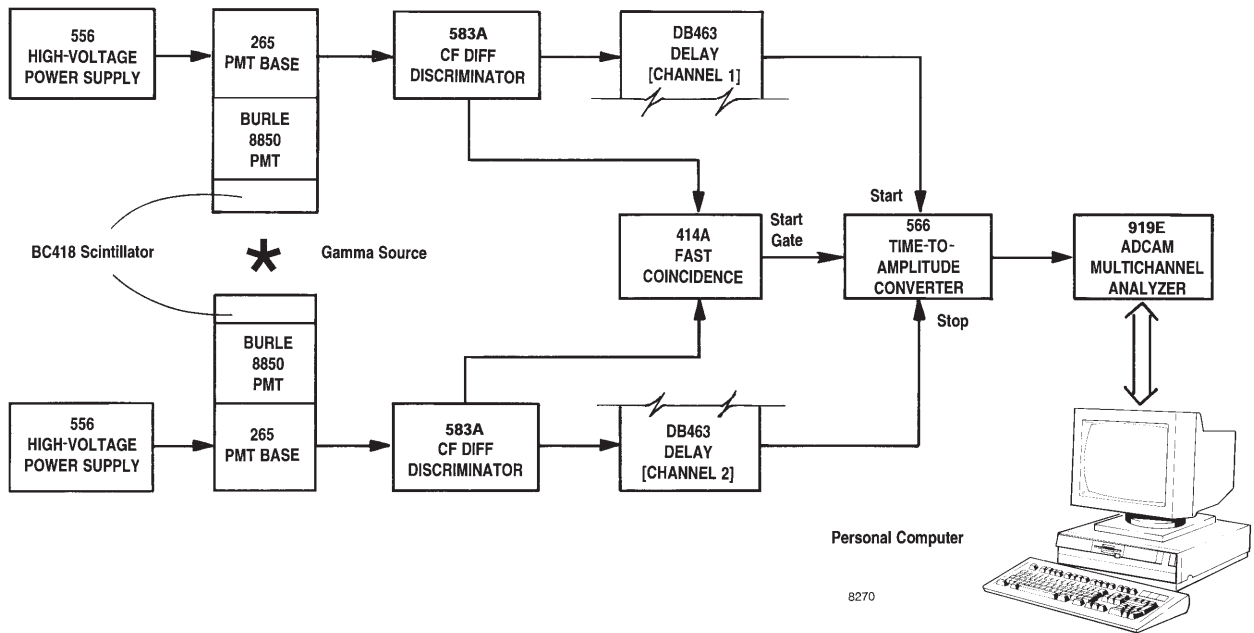 556
HIGH-VOLTAGE
POWER SUPPLY
265
PMT BASE
BURLE
8850
PMT
583A
CF DIFF
DISCRIMINATOR
DB463
DELAY
[CHANNEL 1]
BC418 Scintillator
Gamma Source
414A
FAST
COINCIDENCE
Start
Gate
Start
566
TIME-TO-
AMPLITUDE
CONVERTER
Stop
919E
ADCAM
MULTICHANNEL
ANALYZER
BURLE
8850
PMT
556
HIGH-VOLTAGE
POWER SUPPLY
265
PMT BASE
583A
CF DIFF
DISCRIMINATOR
DB463
DELAY
[CHANNEL 2]
Personal Computer
8270